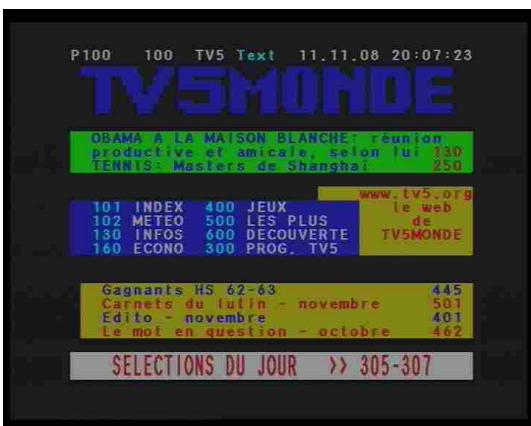 P100 100 TV5 Text 11.11.08 20:07:23
TV5MONDE
OBAMA A LA MAISON BLANCHE: réunion
productive et amicale, selon lui 130
TENNIS: Masters de Shanghaï 250
www.tv5.org
101 INDEX 400 JEUX le web
102 METEO 500 LES PLUS de
130 INFOS 600 DECOUVERTE TV5MONDE
160 ECONO 300 PROG. TV5
Gagnants HS 62-63 445
Carnets du lutin - novembre 501
Edito - novembre 401
Le mot en question - octobre 462
SELECTIONS DU JOUR >> 305-307